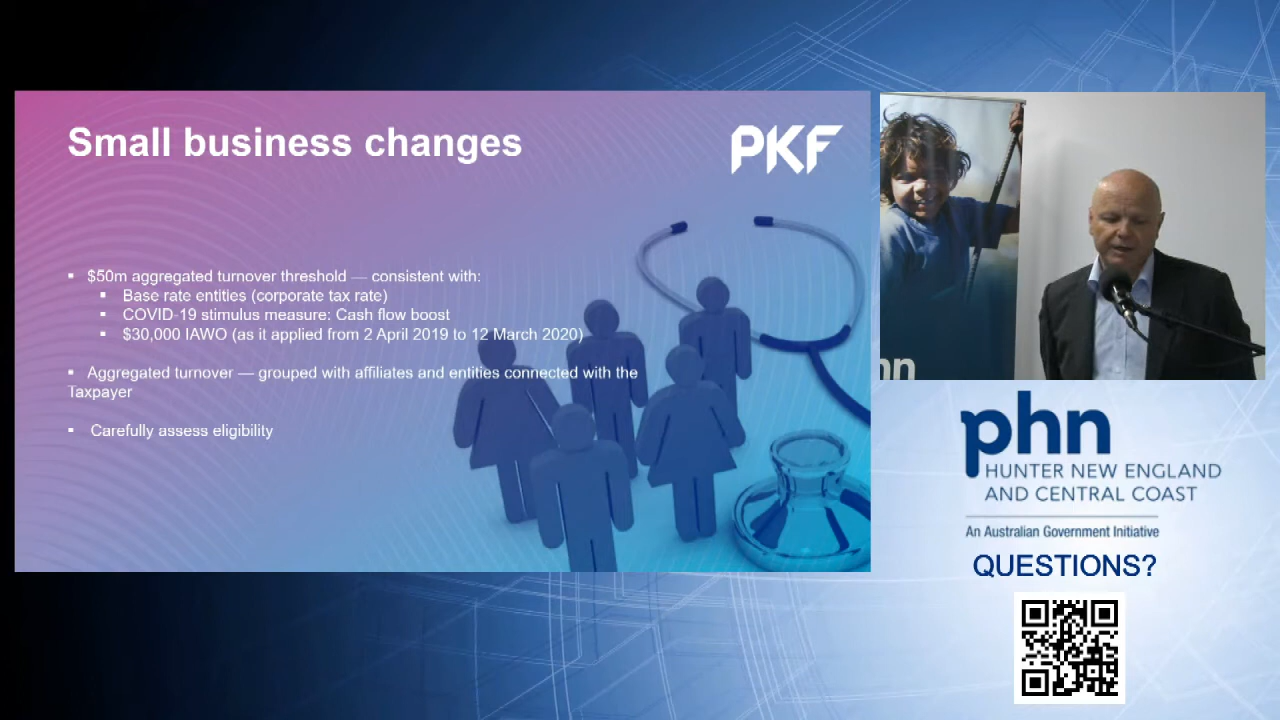 Small business changes
PKF
▪ $50m aggregated turnover threshold — consistent with:
▪ Base rate entities (corporate tax rate)
▪ COVID-19 stimulus measure: Cash flow boost
▪ $30,000 IAWO (as it applied from 2 April 2019 to 12 March 2020)
▪ Aggregated turnover — grouped with affiliates and entities connected with the
Taxpayer
▪ Carefully assess eligibility
hn
phn
HUNTER NEW ENGLAND
AND CENTRAL COAST
An Australian Government Initiative
QUESTIONS?